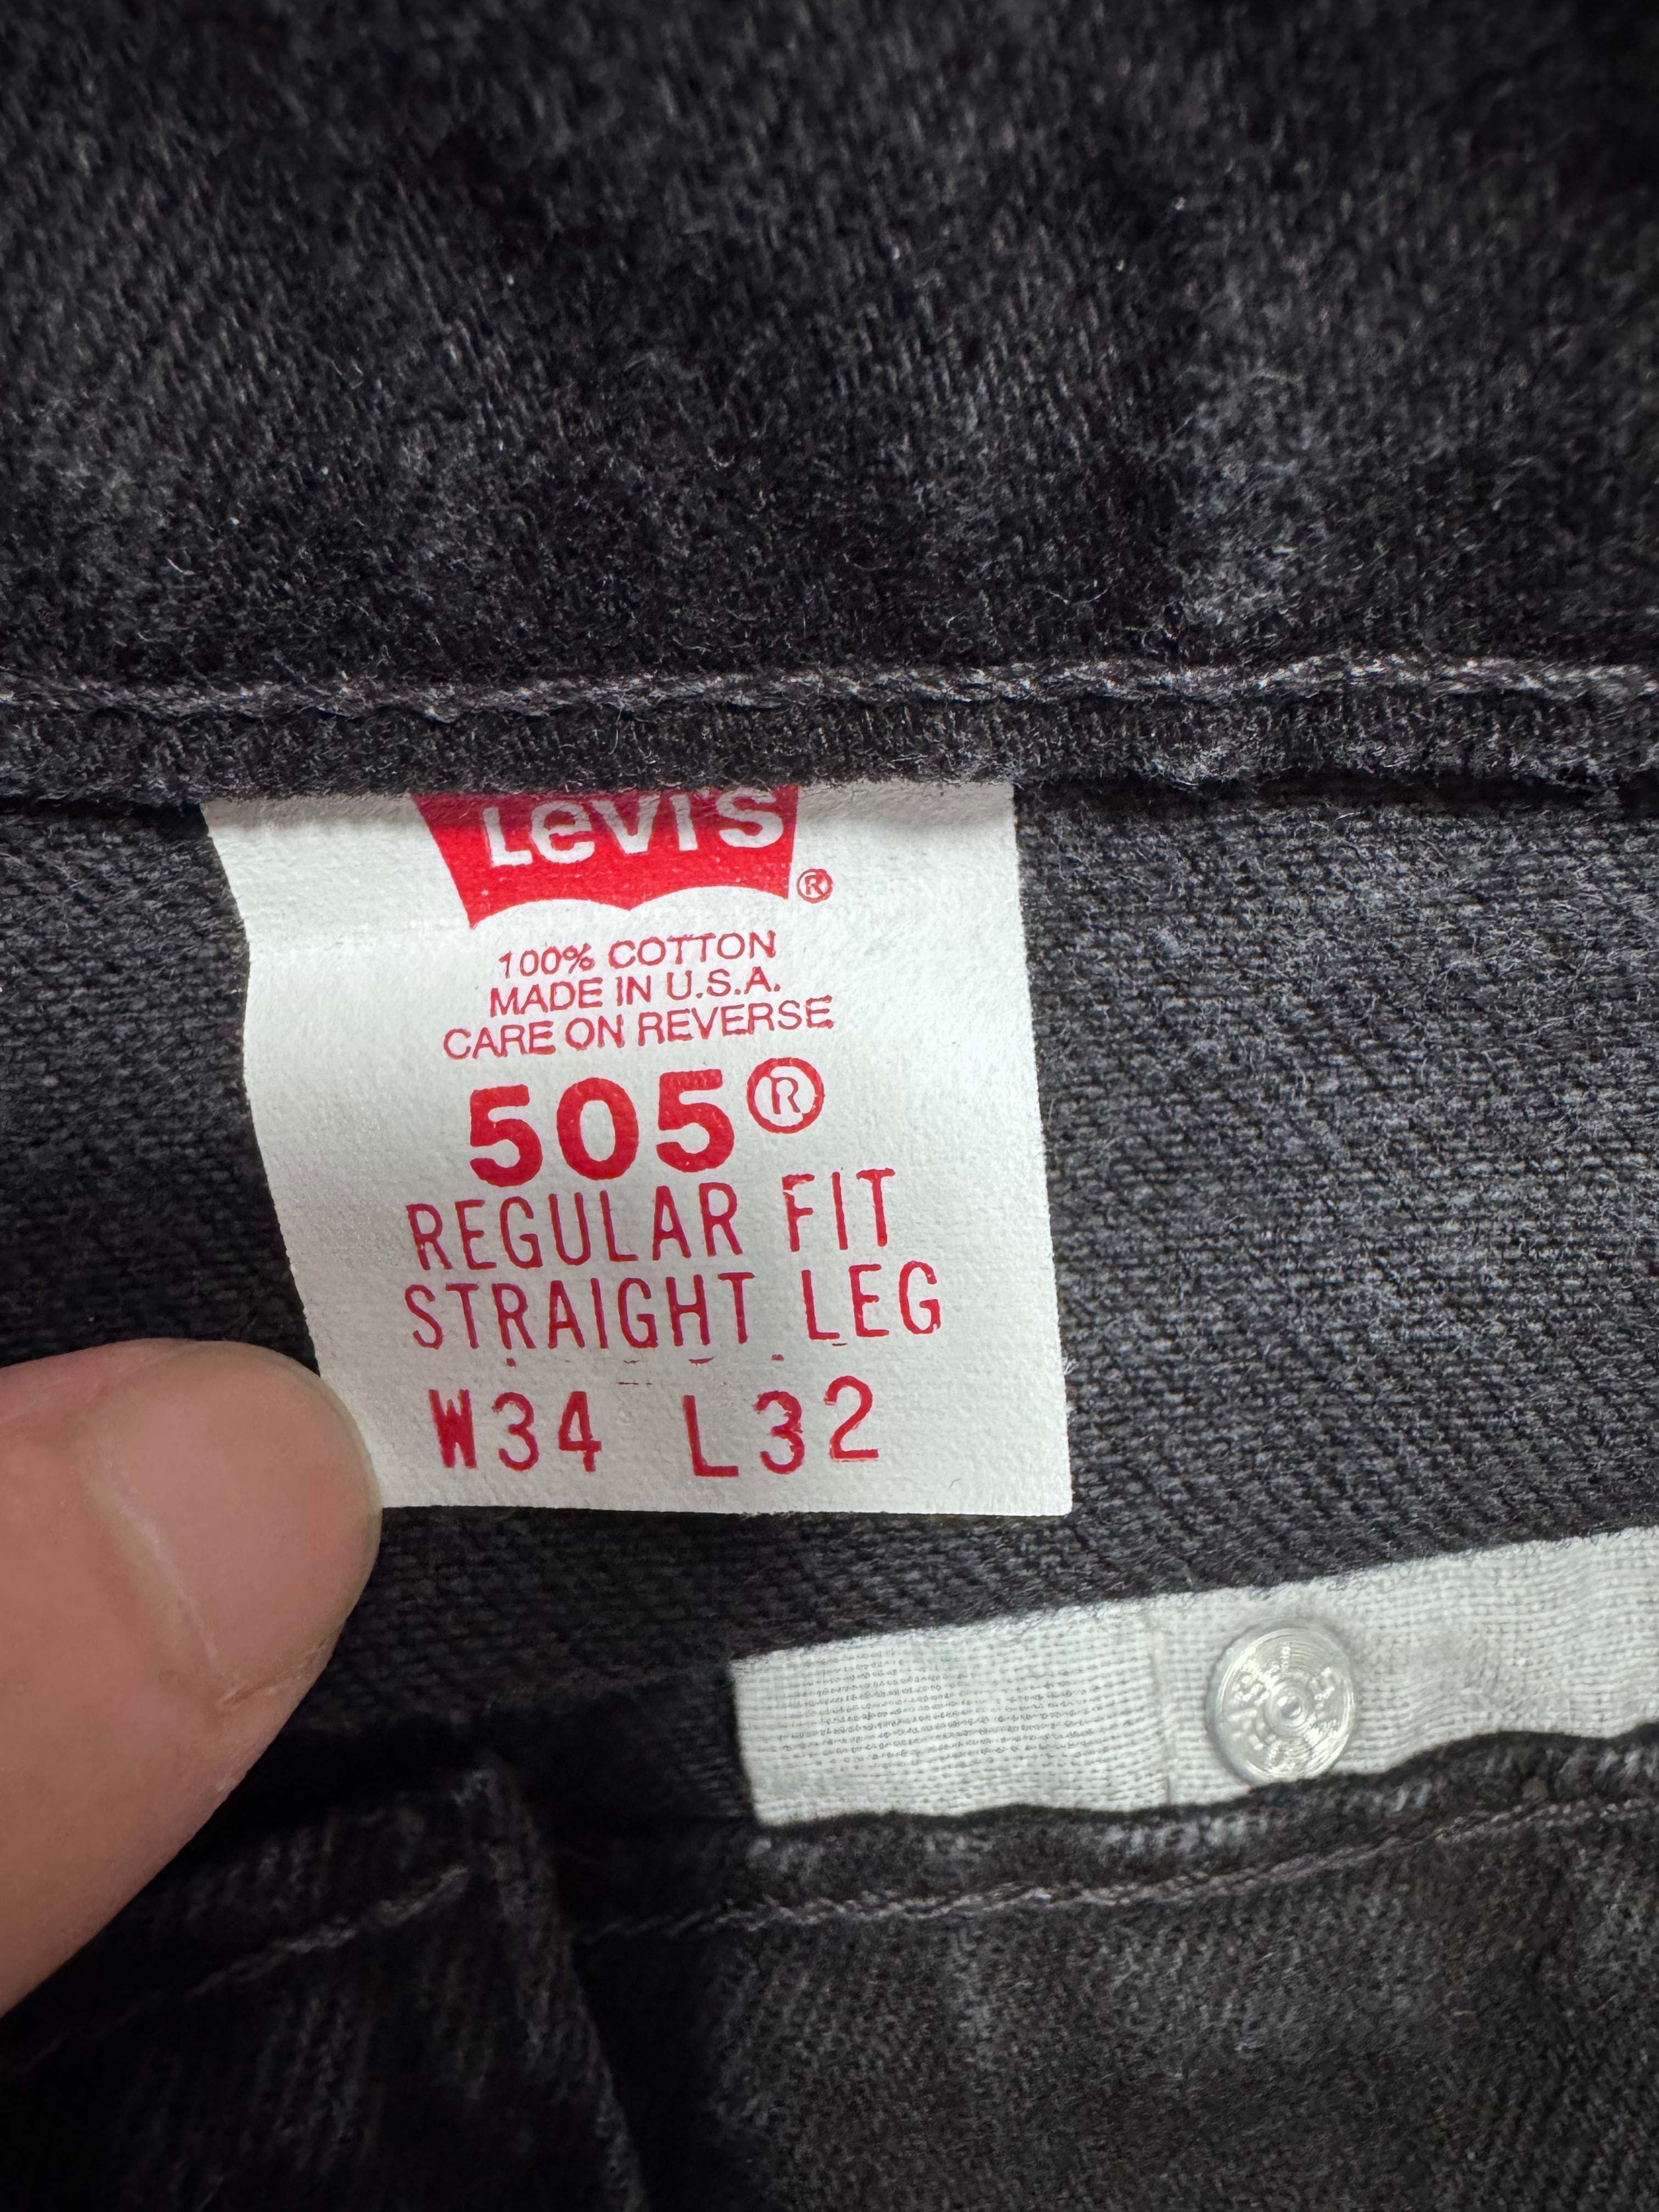 Levi's
®
100% COTTON
MADE IN U.S.A.
CARE ON REVERSE
505®
REGULAR FIT
STRAIGHT LEG
W34 L32